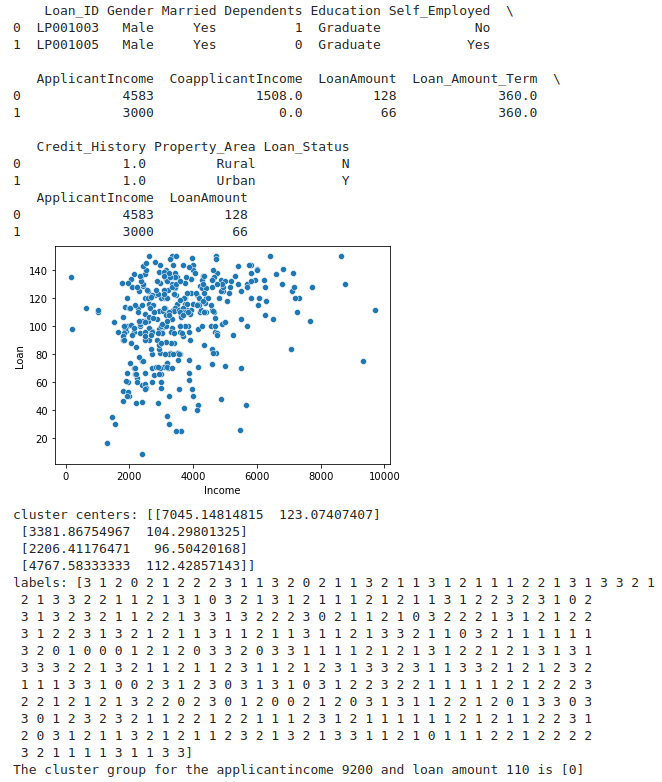 Loan_ID Gender Married Dependents Education Self_Employed \
0 LP001003 Male Yes 1 Graduate No
1 LP001005 Male Yes 0 Graduate Yes
ApplicantIncome CoapplicantIncome LoanAmount Loan_Amount_Term \
0 4583 1508.0 128 360.0
1 3000 0.0 66 360.0
Credit_History Property_Area Loan_Status
0 1.0 Rural N
1 1.0 Urban Y
ApplicantIncome LoanAmount
0 4583 128
1 3000 66
140
120
100
80
60
40
20
Loan
0 2000 4000 6000 8000 10000
Income
cluster centers: [[7045.14814815 123.07407407]
[3381.86754967 104.29801325]
[2206.41176471 96.50420168]
[4767.58333333 112.42857143]]
labels: [3 1 2 0 2 1 2 2 2 3 1 1 3 2 0 2 1 1 3 2 1 1 3 1 2 1 1 1 2 2 1 3 1 3 3 2 1
2 1 3 3 2 2 1 1 2 1 3 1 0 3 2 1 3 1 2 1 1 1 2 1 2 1 1 3 1 2 2 3 2 3 1 0 2
3 1 3 2 3 2 1 1 2 2 1 3 3 1 3 2 2 2 3 0 2 1 1 2 1 0 3 2 2 2 1 3 1 2 1 2 2
3 1 2 2 3 1 3 2 1 2 1 1 3 1 1 2 1 1 3 1 1 2 1 3 3 2 1 1 0 3 2 1 1 1 1 1 1
3 2 0 1 0 0 0 1 2 1 2 0 3 3 2 0 3 3 1 1 1 1 2 1 2 1 3 1 2 2 1 2 1 3 1 3 1
3 3 3 2 2 1 3 2 1 1 2 1 1 2 3 1 1 2 1 2 3 1 3 3 2 3 1 1 3 3 2 1 2 1 2 3 2
1 1 1 3 3 1 0 0 2 3 1 2 3 0 3 1 3 1 0 3 1 2 2 3 2 2 1 1 1 1 1 2 1 2 2 2 3
2 2 1 2 1 2 1 3 2 2 0 2 3 0 1 2 0 0 2 1 2 0 3 1 3 1 1 2 2 1 2 0 1 3 3 0 3
3 0 1 2 3 2 3 2 1 1 2 2 1 2 2 1 1 1 2 3 1 2 1 1 1 1 1 1 2 1 2 1 1 2 2 3 1
2 0 3 1 2 1 1 3 2 1 1 2 1 1 2 3 2 1 3 2 1 3 3 1 1 2 1 0 1 1 1 2 2 1 2 2 2 2
3 2 1 1 1 1 3 1 1 3 3]
The cluster group for the applicantincome 9200 and loan amount 110 is [0]